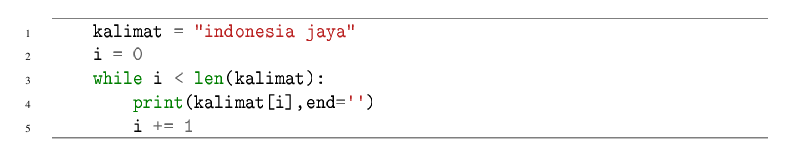 1 kalimat = "indonesia jaya"
2 i = 0
3 while i < len(kalimat):
4     print(kalimat[i],end='')
5     i += 1